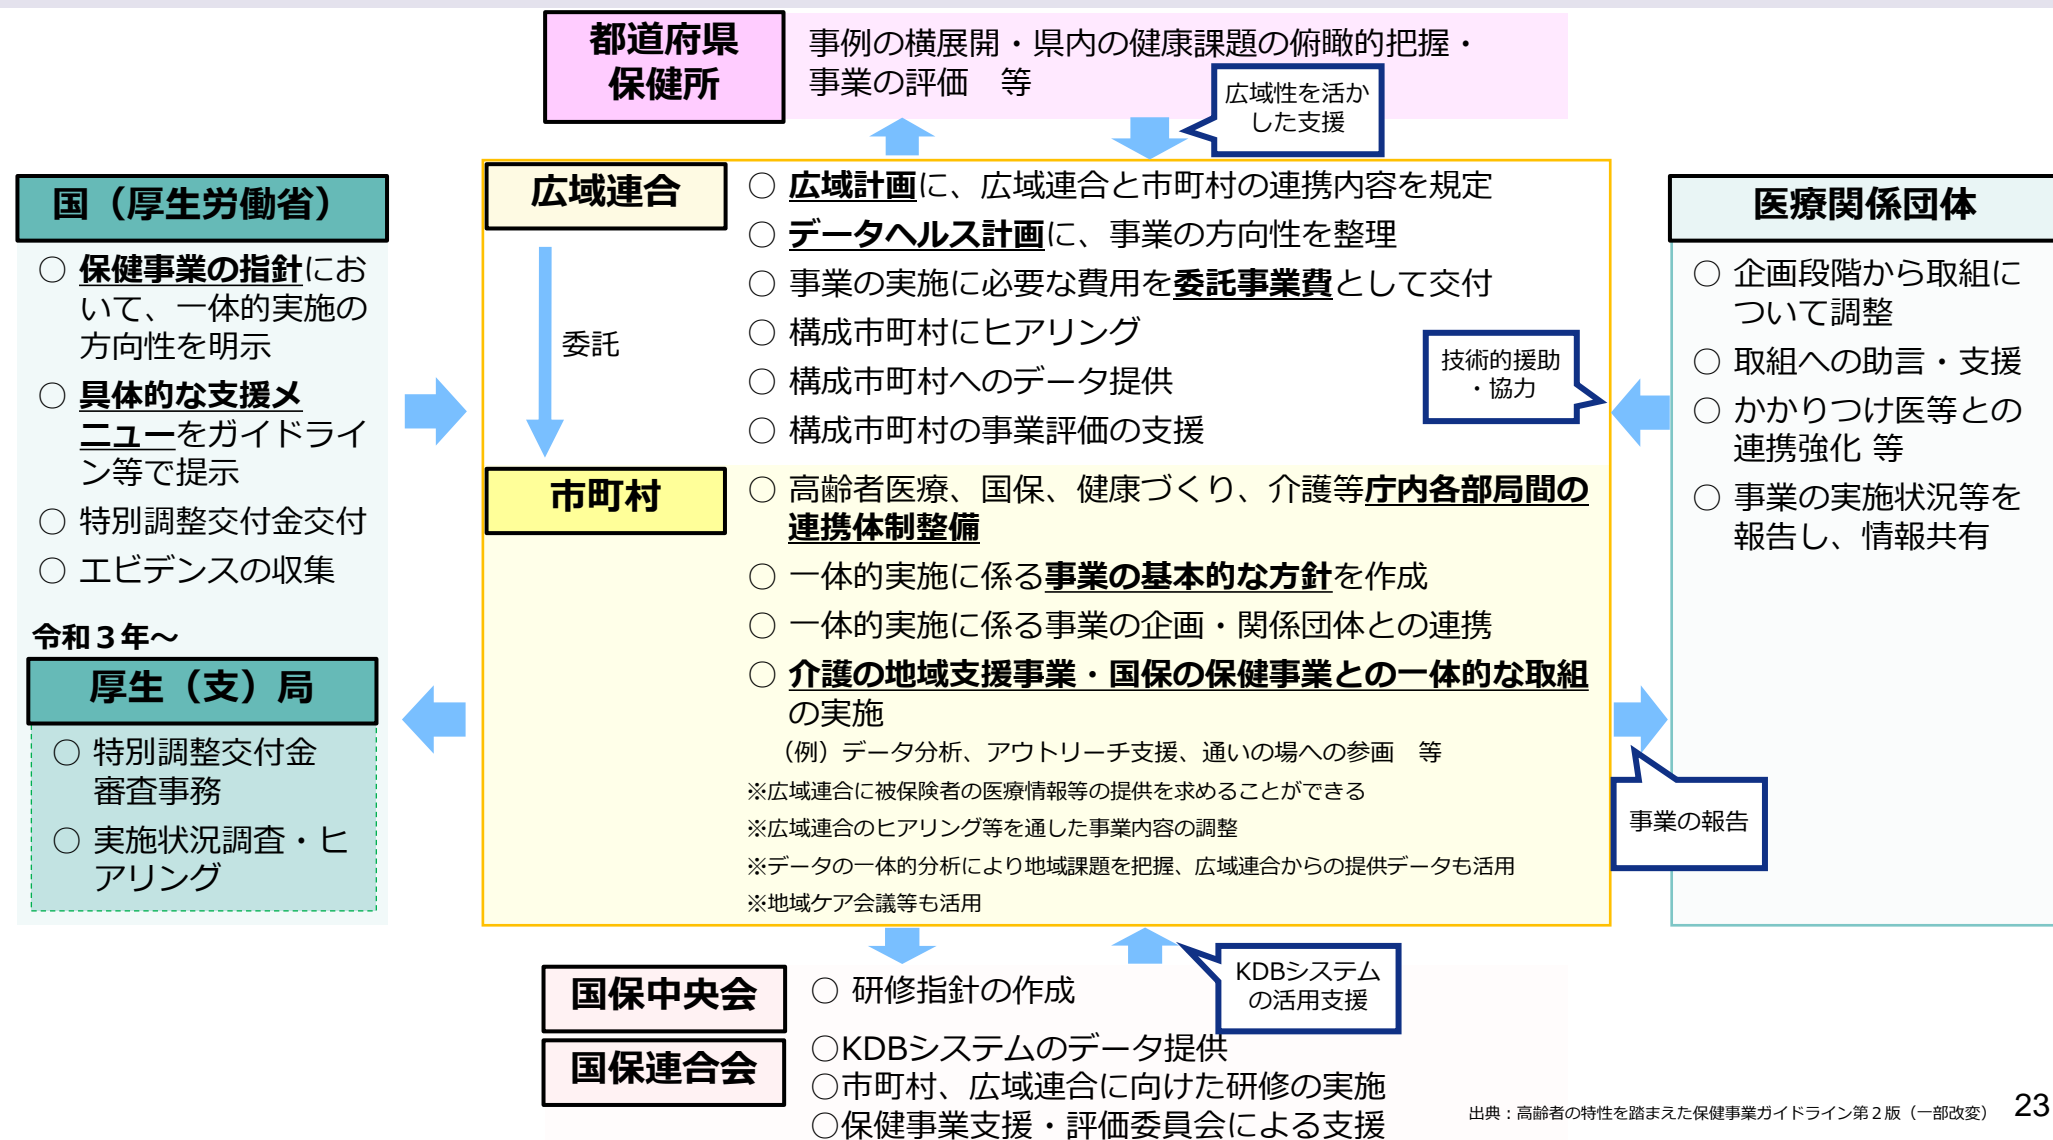 都道府県
保健所
事例の横展開・県内の健康課題の俯瞰的把握・
事業の評価　等
広域性を活か
した支援
国（厚生労働省）
○ 保健事業の指針にお
いて、一体的実施の
方向性を明示
○ 具体的な支援メ
ニューをガイドライ
ン等で提示
○ 特別調整交付金交付
○ エビデンスの収集
令和３年～
厚生（支）局
○ 特別調整交付金
審査事務
○ 実施状況調査・ヒ
アリング
広域連合
委託
○ 広域計画に、広域連合と市町村の連携内容を規定
○ データヘルス計画に、事業の方向性を整理
○ 事業の実施に必要な費用を委託事業費として交付
○ 構成市町村にヒアリング
○ 構成市町村へのデータ提供
○ 構成市町村の事業評価の支援
技術的援助
・協力
市町村
○ 高齢者医療、国保、健康づくり、介護等庁内各部局間の
連携体制整備
○ 一体的実施に係る事業の基本的な方針を作成
○ 一体的実施に係る事業の企画・関係団体との連携
○ 介護の地域支援事業・国保の保健事業との一体的な取組
の実施
（例）データ分析、アウトリーチ支援、通いの場への参画　等
※広域連合に被保険者の医療情報等の提供を求めることができる
※広域連合のヒアリング等を通した事業内容の調整
※データの一体的分析により地域課題を把握、広域連合からの提供データも活用
※地域ケア会議等も活用
医療関係団体
○ 企画段階から取組に
ついて調整
○ 取組への助言・支援
○ かかりつけ医等との
連携強化 等
○ 事業の実施状況等を
報告し、情報共有
事業の報告
国保中央会
○ 研修指針の作成
KDBシステム
の活用支援
国保連合会
○KDBシステムのデータ提供
○市町村、広域連合に向けた研修の実施
○保健事業支援・評価委員会による支援
出典：高齢者の特性を踏まえた保健事業ガイドライン第２版（一部改変）
23